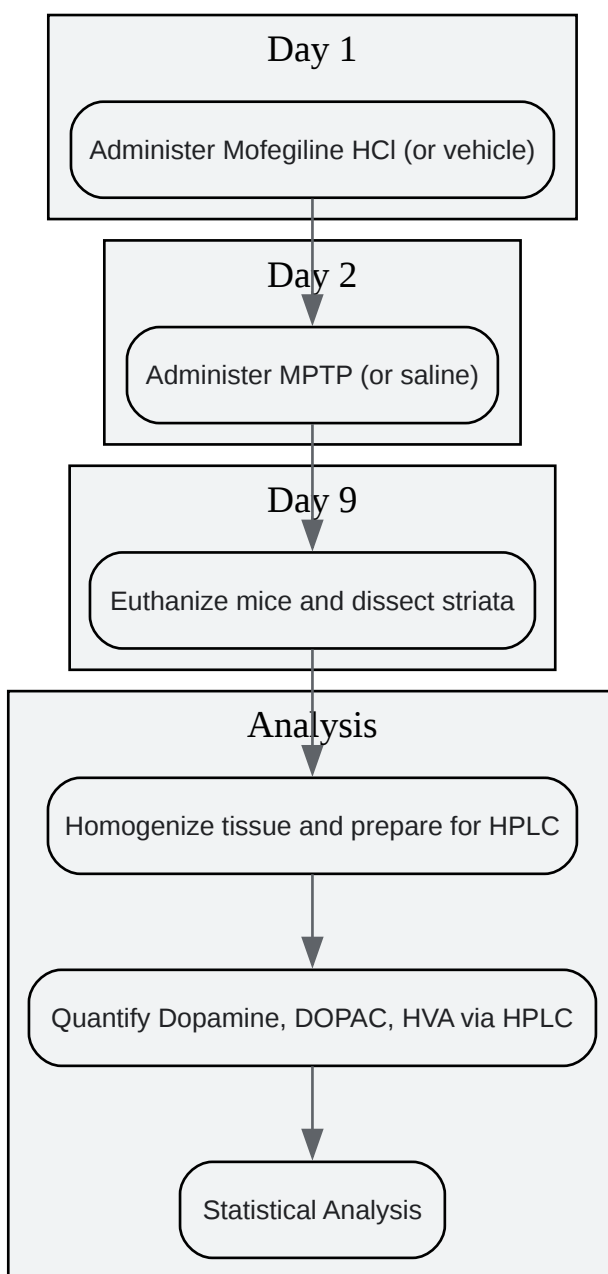 Day 1
Administer Mofegiline HCl (or vehicle)
Day 2
Administer MPTP (or saline)
Day 9
Euthanize mice and dissect striata
Analysis
Homogenize tissue and prepare for HPLC
Quantify Dopamine, DOPAC, HVA via HPLC
Statistical Analysis